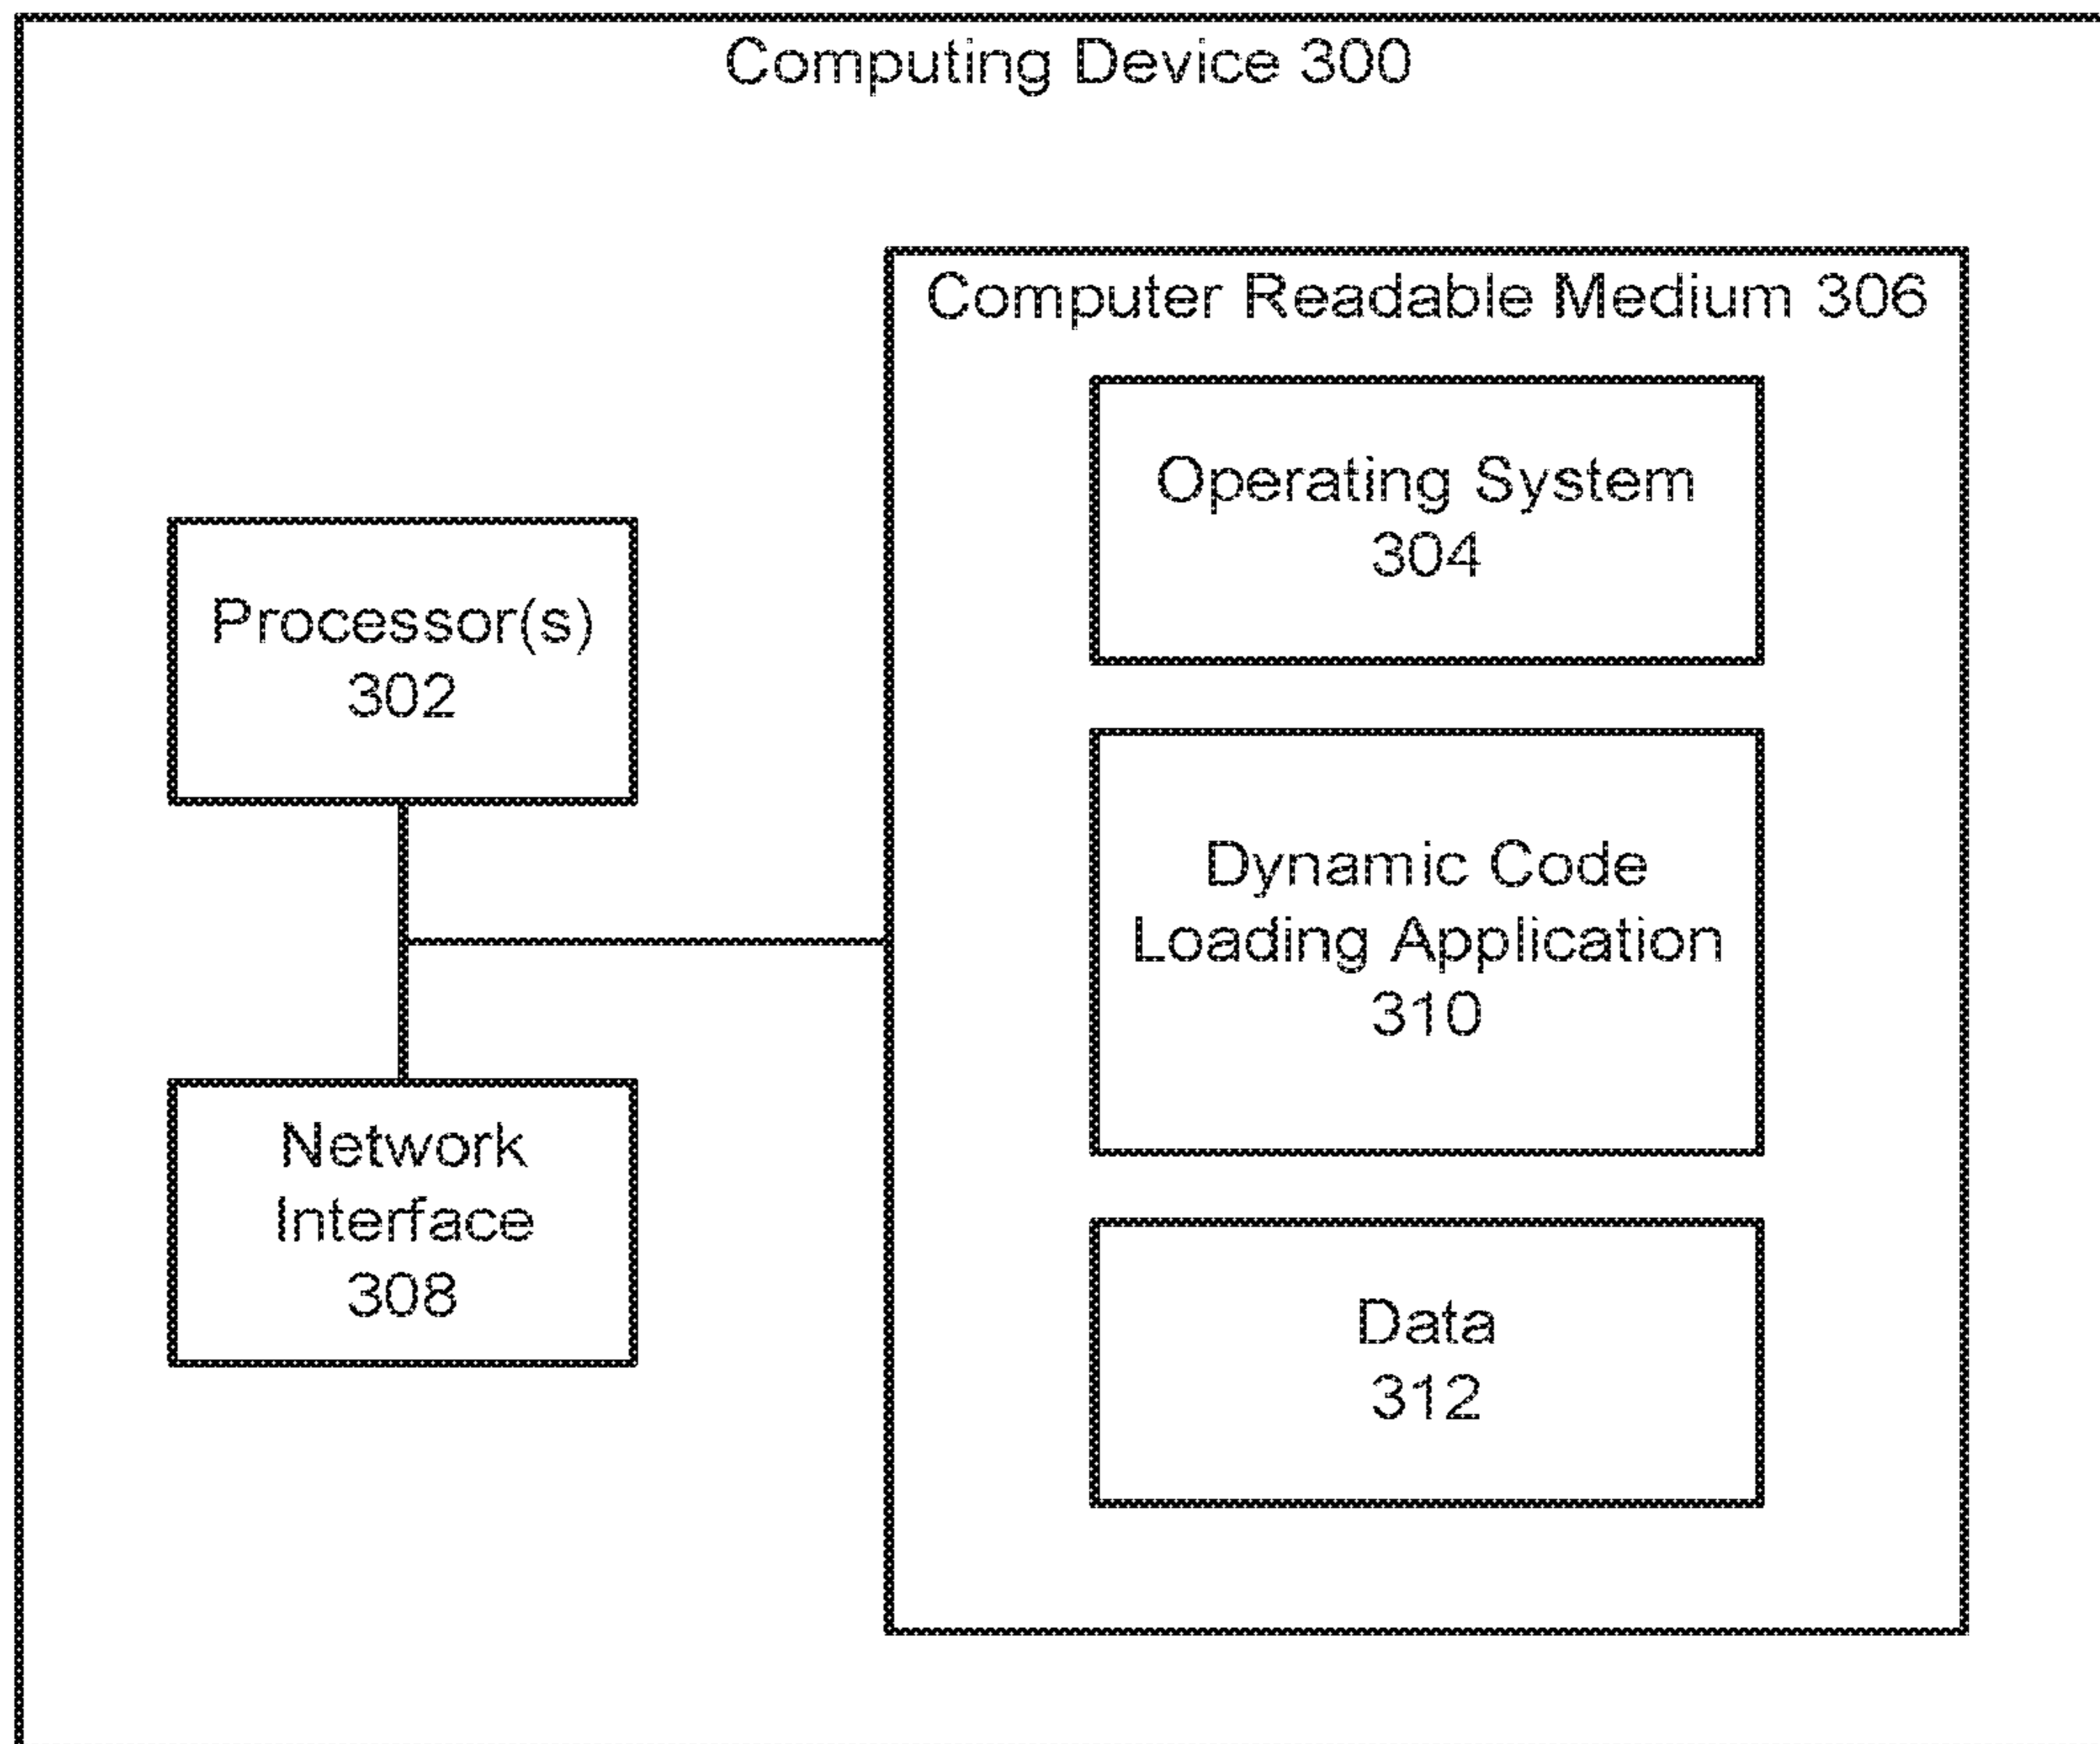 Computing Device 300
Computer Readable Medium 306
Operating System
304
Processor(s)
302
Dynamic Code
Loading Application
310
Network
Interface
308
Data
312